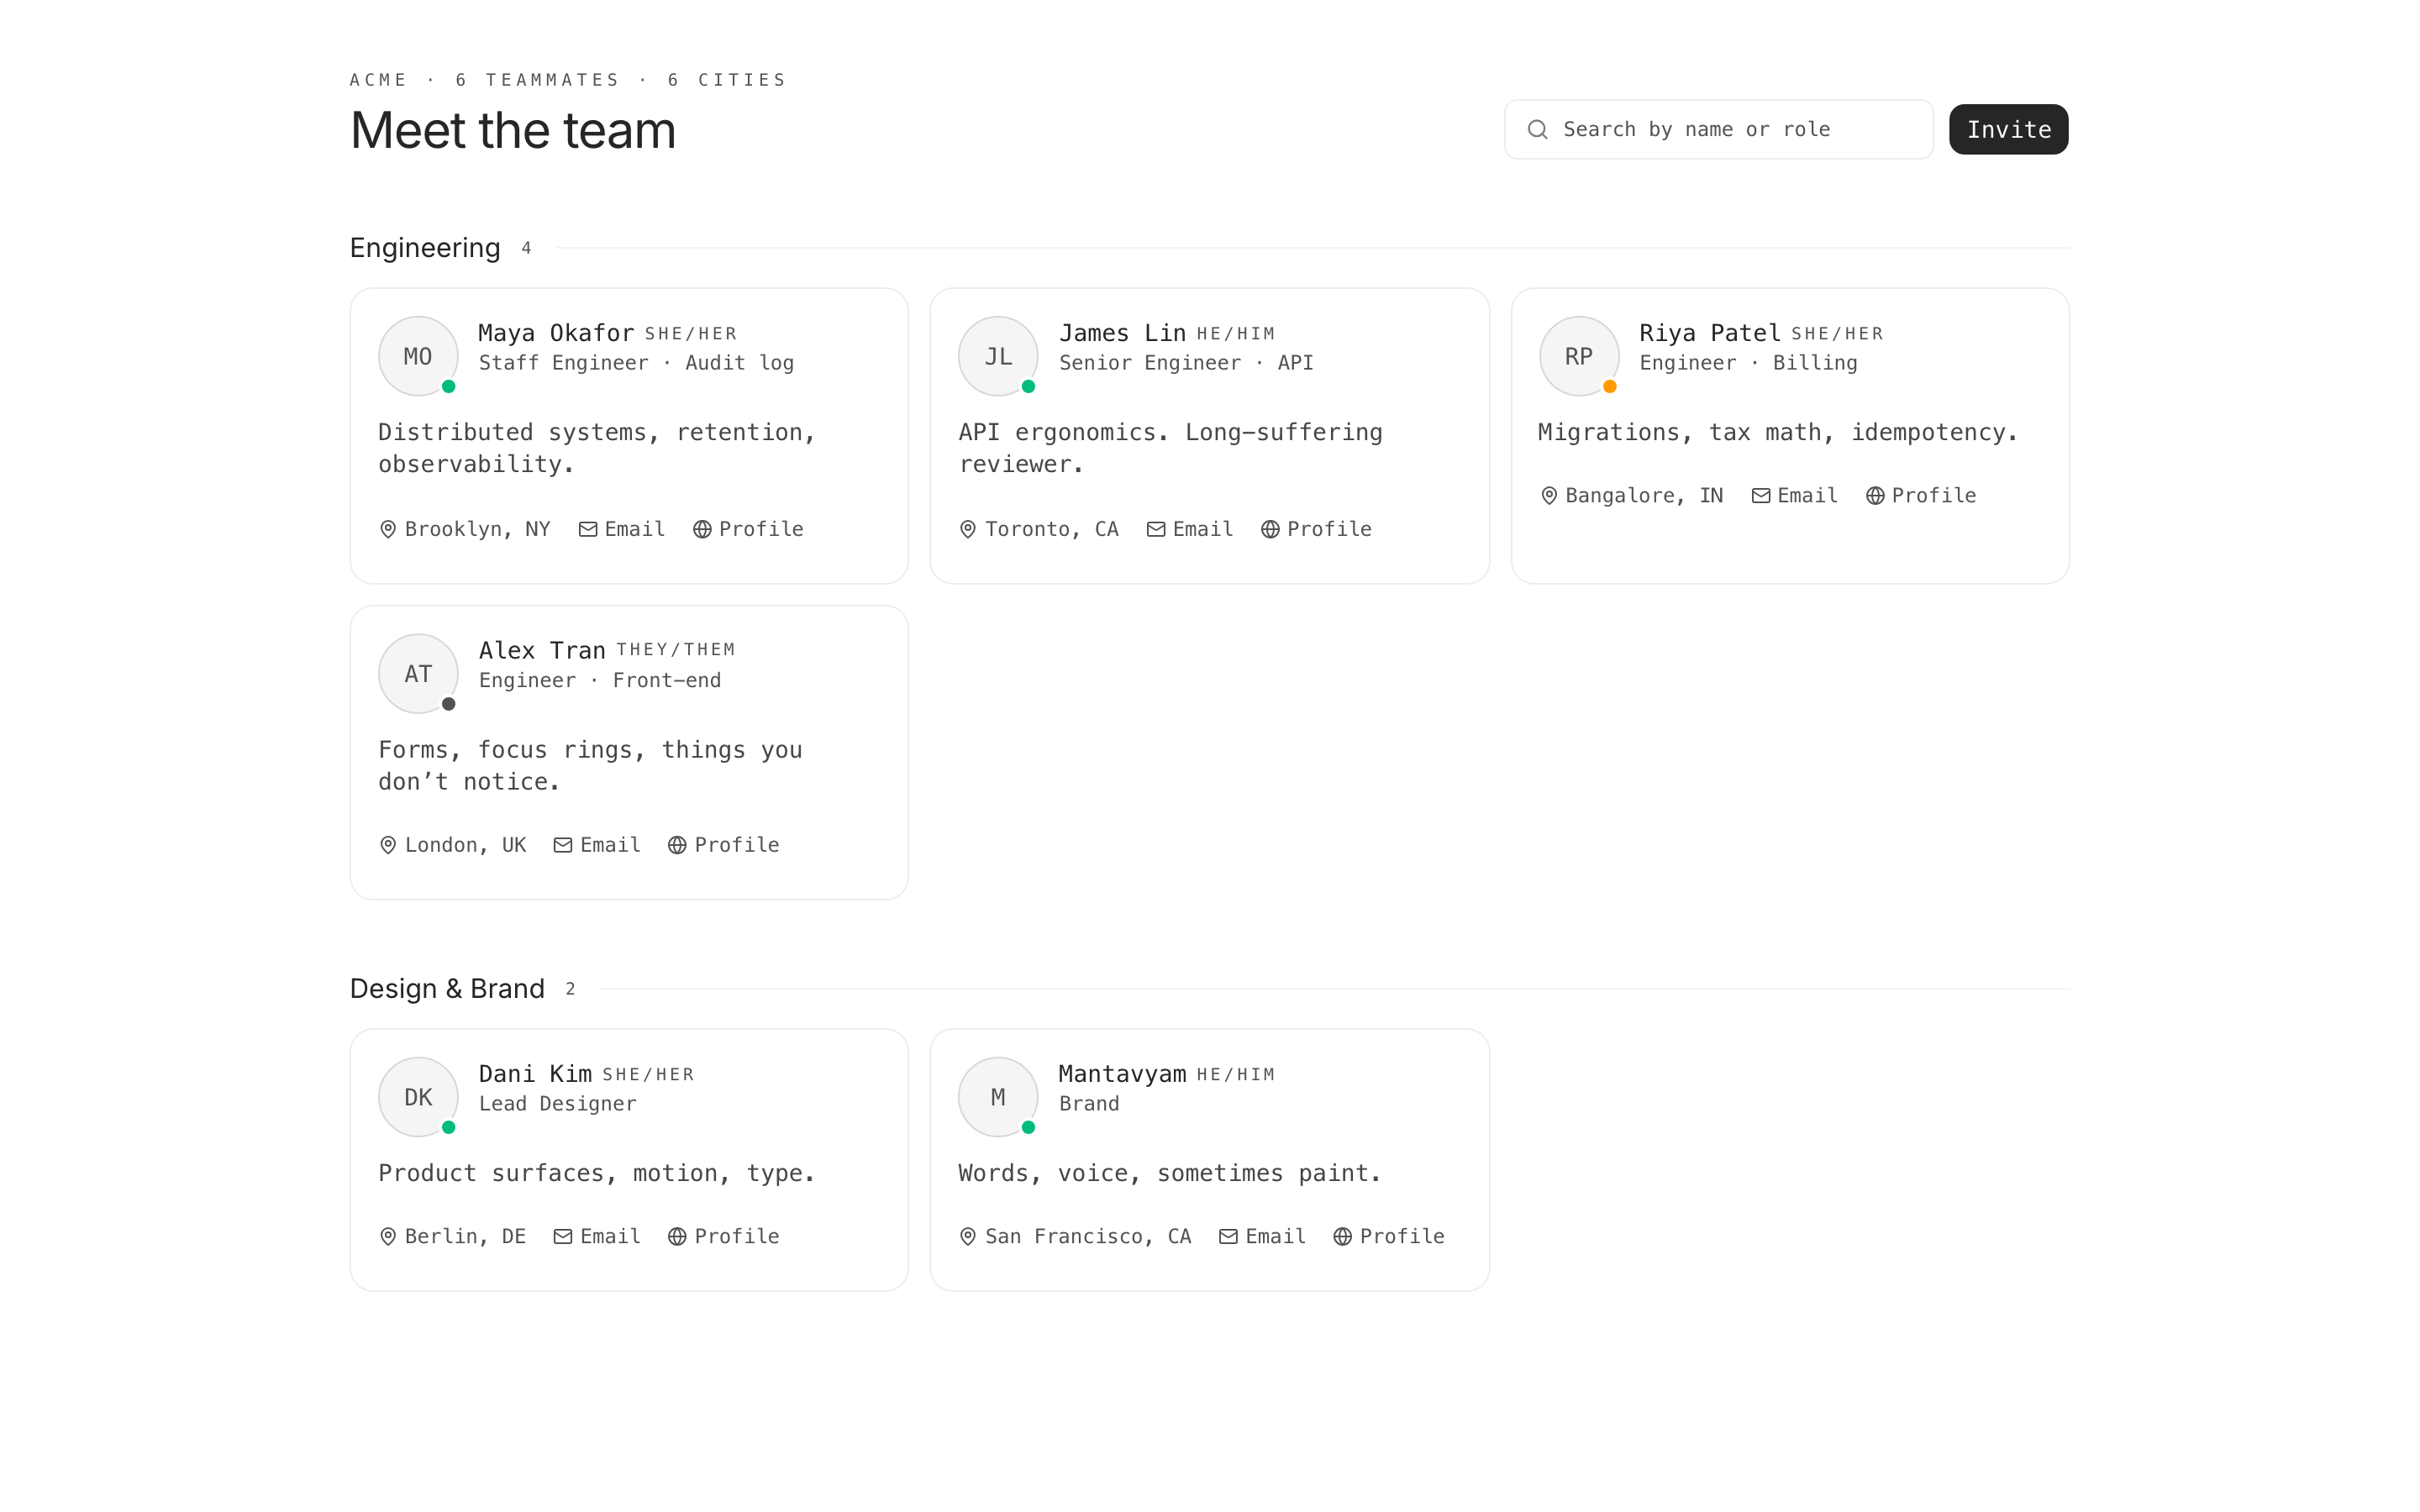 ACME · 6 TEAMMATES · 6 CITIES
Meet the team
Search by name or role
Invite
Engineering 4
MO
Maya Okafor SHE/HER
Staff Engineer · Audit log
Distributed systems, retention,
observability.
Brooklyn, NY Email Profile
JL
James Lin HE/HIM
Senior Engineer · API
API ergonomics. Long-suffering
reviewer.
Toronto, CA Email Profile
RP
Riya Patel SHE/HER
Engineer · Billing
Migrations, tax math, idempotency.
Bangalore, IN Email Profile
AT
Alex Tran THEY/THEM
Engineer · Front-end
Forms, focus rings, things you
don’t notice.
London, UK Email Profile
Design & Brand 2
DK
Dani Kim SHE/HER
Lead Designer
Product surfaces, motion, type.
Berlin, DE Email Profile
M
Mantavyam HE/HIM
Brand
Words, voice, sometimes paint.
San Francisco, CA Email Profile